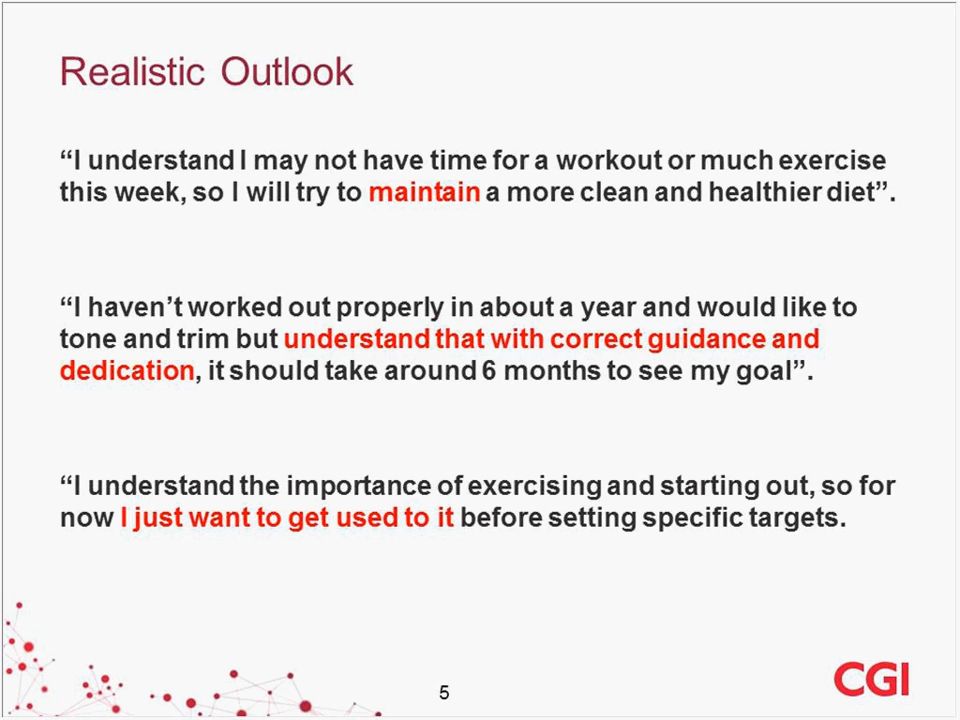 Realistic Outlook
“I understand I may not have time for a workout or much exercise
this week, so I will try to maintain a more clean and healthier diet”.
“I haven’t worked out properly in about a year and would like to
tone and trim but understand that with correct guidance and
dedication, it should take around 6 months to see my goal”.
“I understand the importance of exercising and starting out, so for
now I just want to get used to it before setting specific targets.
5
CGI